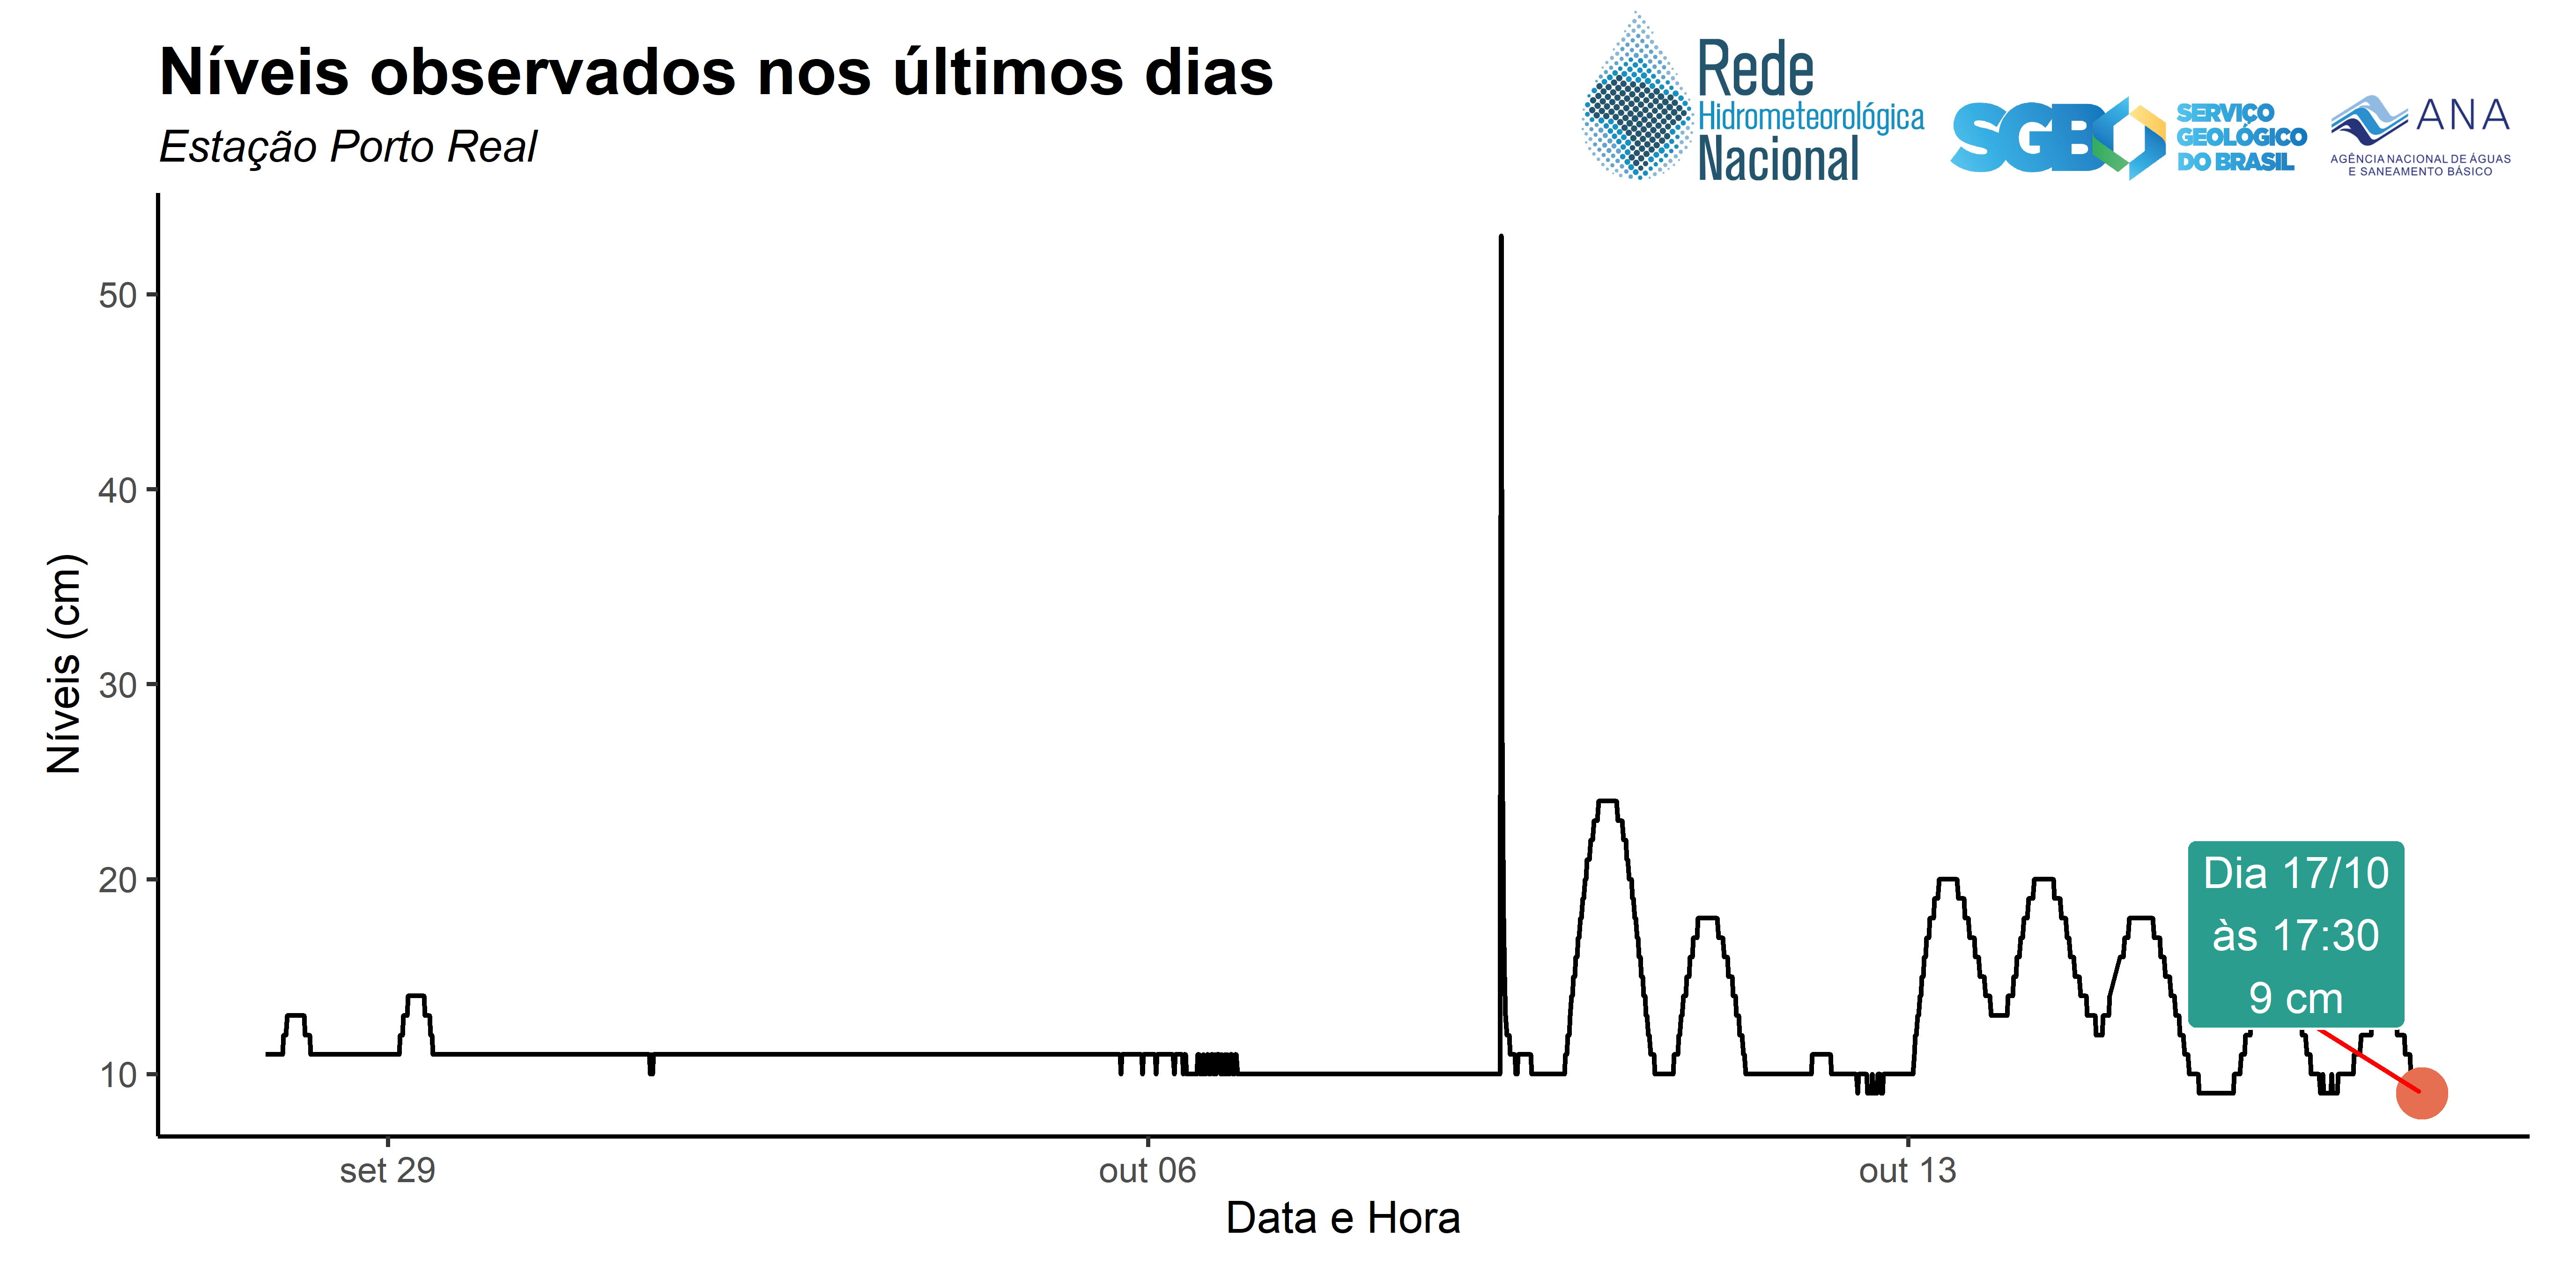 Níveis observados nos últimos dias
Estação Porto Real
Rede
Hidrometeorológica
Nacional
SGB
SERVIÇO
GEOLÓGICO
DO BRASIL
ANA
AGÊNCIA NACIONAL DE ÁGUAS
E SANEAMENTO BÁSICO
Níveis (cm)
50
40
30
20
10
Dia 17/10
às 17:30
9 cm
set 29
out 06
out 13
Data e Hora